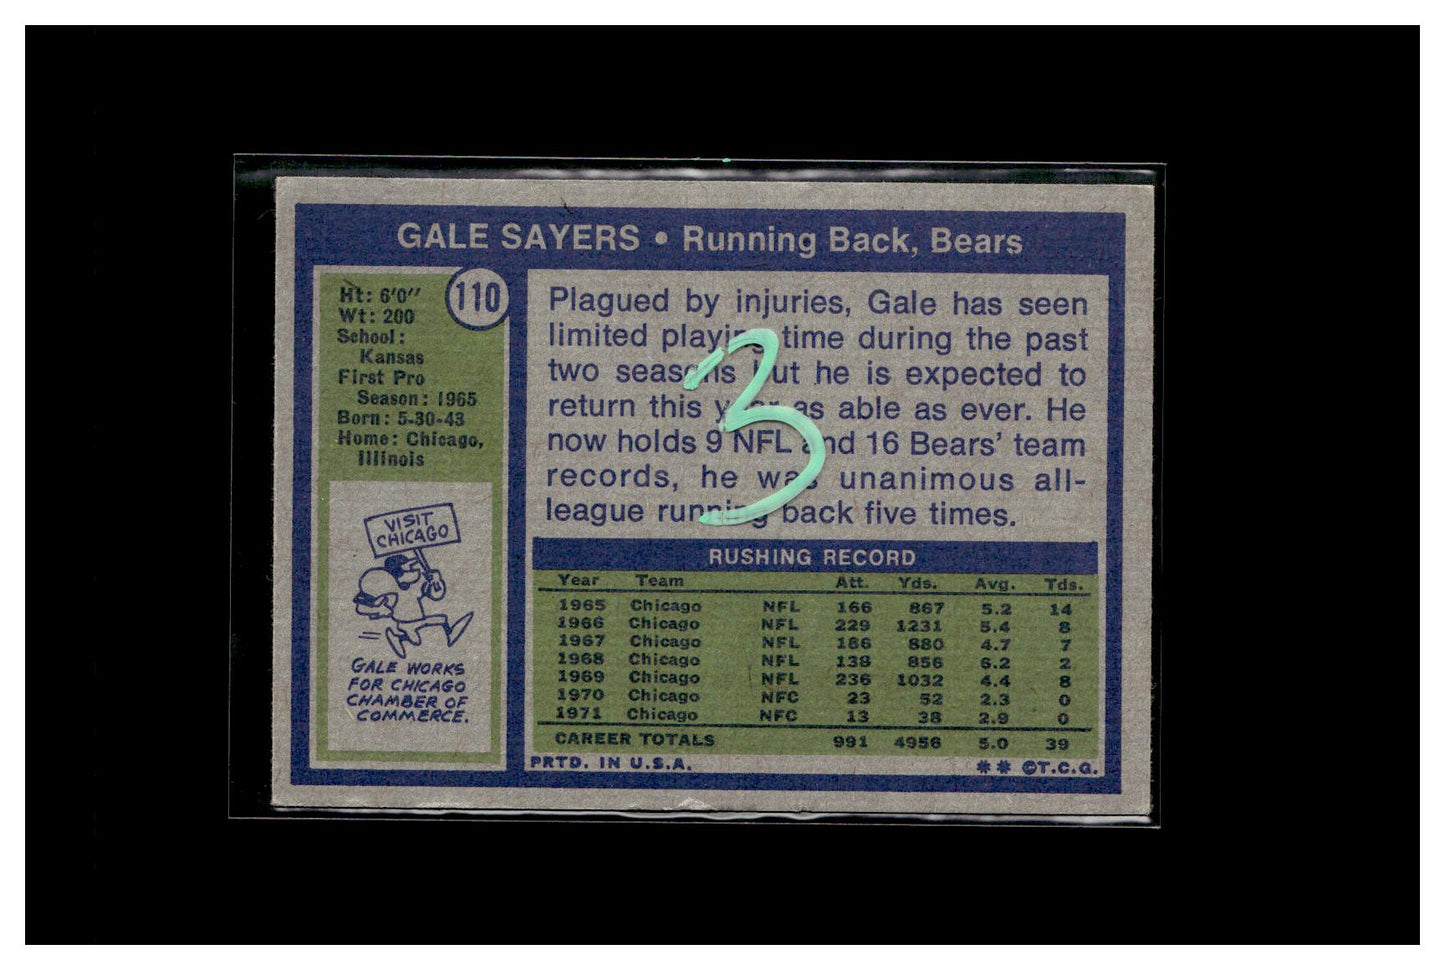 GALE SAYERS • Running Back, Bears
110
Ht: 6'0"
Wt: 200
School:
Kansas
First Pro
Season: 1965
Born: 5-30-43
Home: Chicago,
Illinois
VISIT
CHICAGO
GALE WORKS
FOR CHICAGO
CHAMBER OF
COMMERCE.
Plagued by injuries, Gale has seen
limited playing time during the past
two seasons but he is expected to
return this year as able as ever. He
now holds 9 NFL and 16 Bears' team
records, he was unanimous all-
league running back five times.
3
RUSHING RECORD
Year Team Att. Yds. Avg. Tds.
1965 Chicago NFL 166 867 5.2 14
1966 Chicago NFL 229 1231 5.4 8
1967 Chicago NFL 186 880 4.7 7
1968 Chicago NFL 138 856 6.2 2
1969 Chicago NFL 236 1032 4.4 8
1970 Chicago NFC 23 52 2.3 0
1971 Chicago NFC 13 38 2.9 0
CAREER TOTALS 991 4956 5.0 39
PRTD. IN U.S.A. ** ©T.C.G.